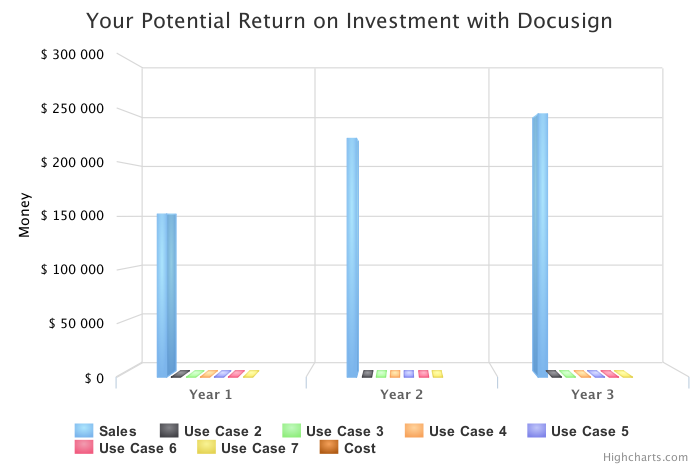 Your Potential Return on Investment with Docusign
$ 300 000
$ 250 000
$ 200 000
$ 150 000
$ 100 000
$ 50 000
$ 0
Money
Year 1
Year 2
Year 3
Sales Use Case 2 Use Case 3 Use Case 4 Use Case 5
Use Case 6 Use Case 7 Cost
Highcharts.com